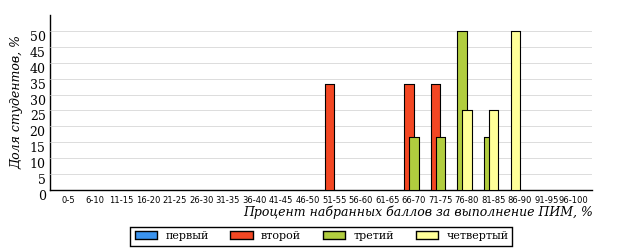 Доля студентов, %
50
45
40
35
30
25
20
15
10
5
0
0-5 6-10 11-15 16-20 21-25 26-30 31-35 36-40 41-45 46-50 51-55 56-60 61-65 66-70 71-75 76-80 81-85 86-90 91-95 96-100
Процент набранных баллов за выполнение ПИМ, %
первый второй третий четвертый